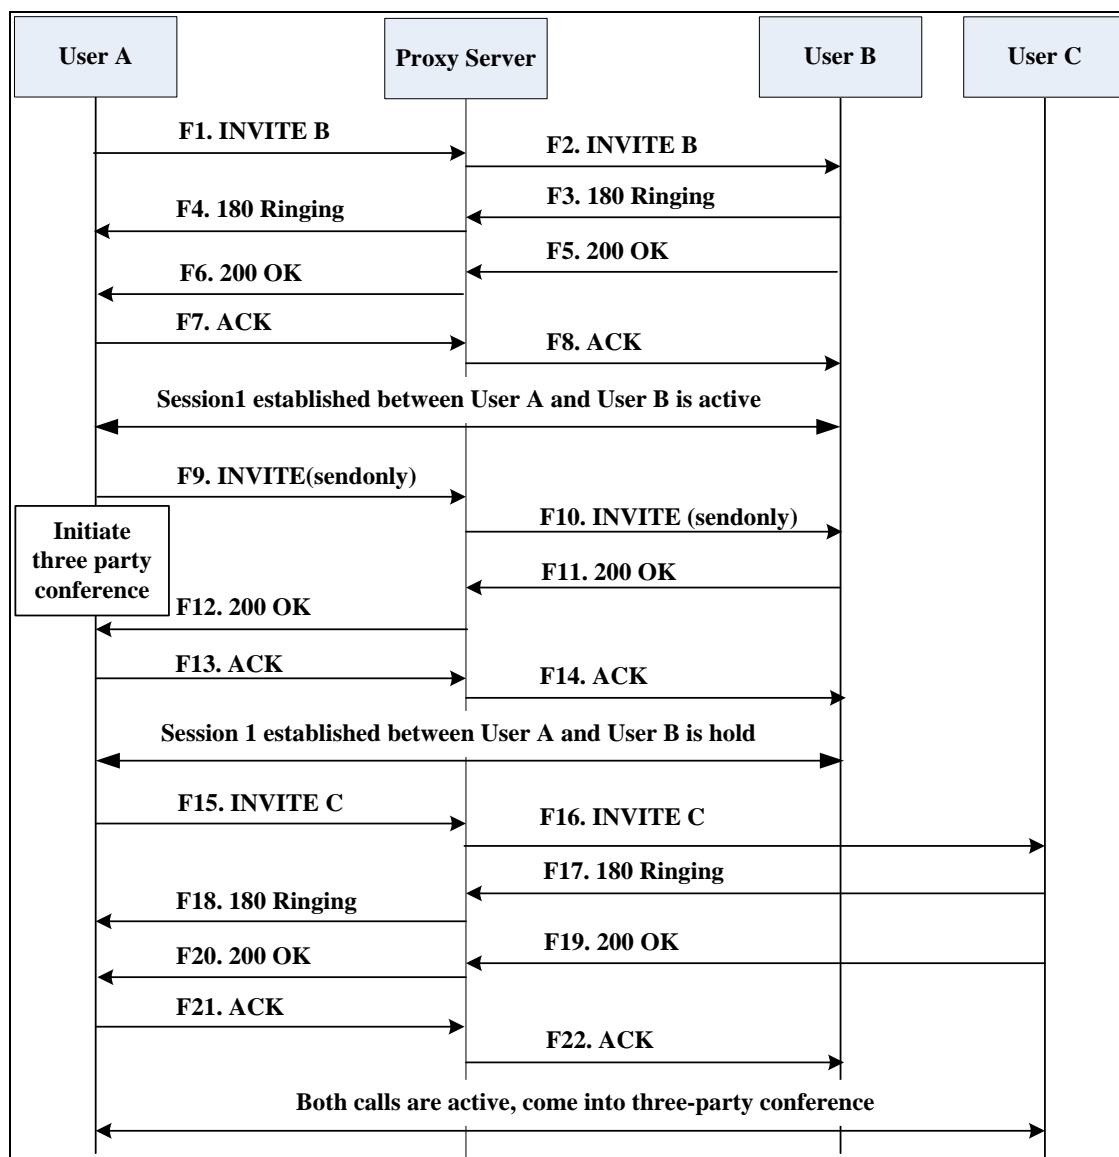 User A
Proxy Server
User B
User C
F1. INVITE B
F2. INVITE B
F3. 180 Ringing
F4. 180 Ringing
F5. 200 OK
F6. 200 OK
F7. ACK
F8. ACK
Session1 established between User A and User B is active
F9. INVITE(sendonly)
F10. INVITE (sendonly)
Initiate
three party
conference
F11. 200 OK
F12. 200 OK
F13. ACK
F14. ACK
Session 1 established between User A and User B is hold
F15. INVITE C
F16. INVITE C
F17. 180 Ringing
F18. 180 Ringing
F19. 200 OK
F20. 200 OK
F21. ACK
F22. ACK
Both calls are active, come into three-party conference